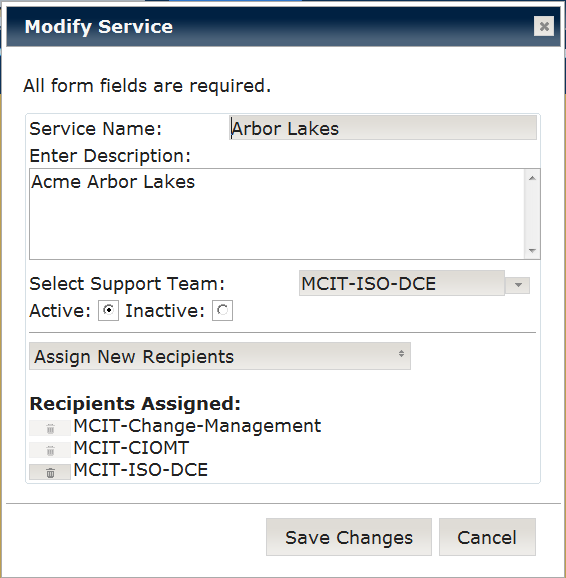 Modify Service
All form fields are required.
Service Name: Arbor Lakes
Enter Description:
Acme Arbor Lakes
Select Support Team: MCIT-ISO-DCE
Active: Inactive:
Assign New Recipients
Recipients Assigned:
MCIT-Change-Management
MCIT-CIOMT
MCIT-ISO-DCE
Save Changes Cancel